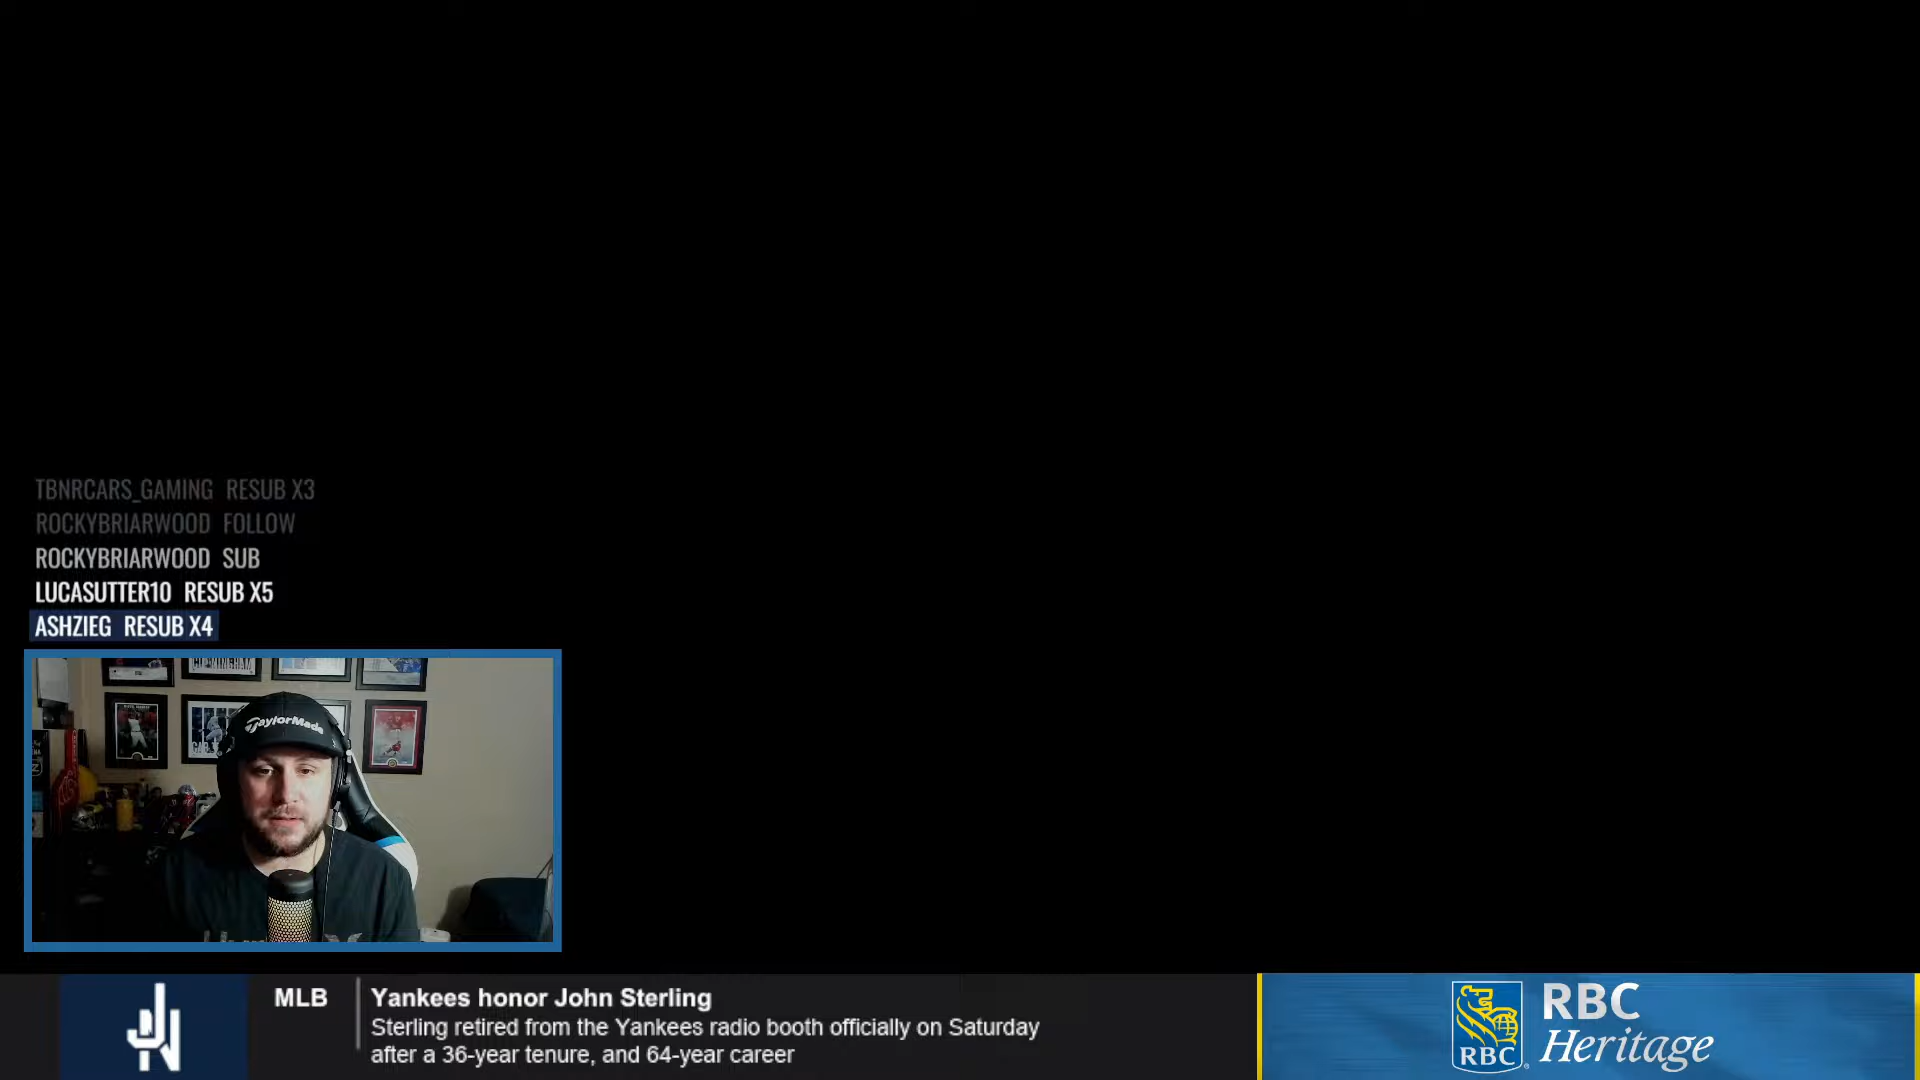 TBNRCARS_GAMING RESUB X3
ROCKYBRIARWOOD FOLLOW
ROCKYBRIARWOOD SUB
LUCASUTTER10 RESUB X5
ASHZIEG RESUB X4
TaylorMade
JN
MLB
Yankees honor John Sterling
Sterling retired from the Yankees radio booth officially on Saturday
after a 36-year tenure, and 64-year career
RBC
RBC
Heritage